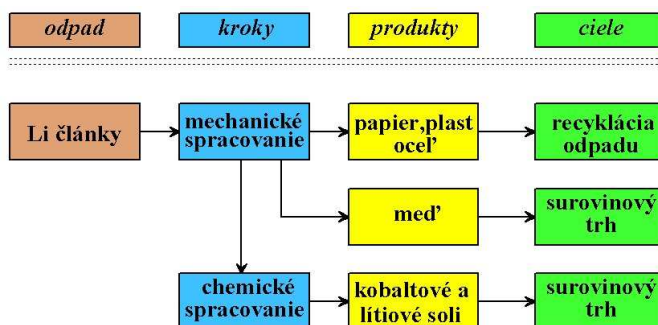 odpad kroky produkty ciele
Li články
mechanické
spracovanie
papier,plast
oceľ
recyklácia
odpadu
meď
surovinový
trh
chemické
spracovanie
kobaltové a
lítiové soli
surovinový
trh